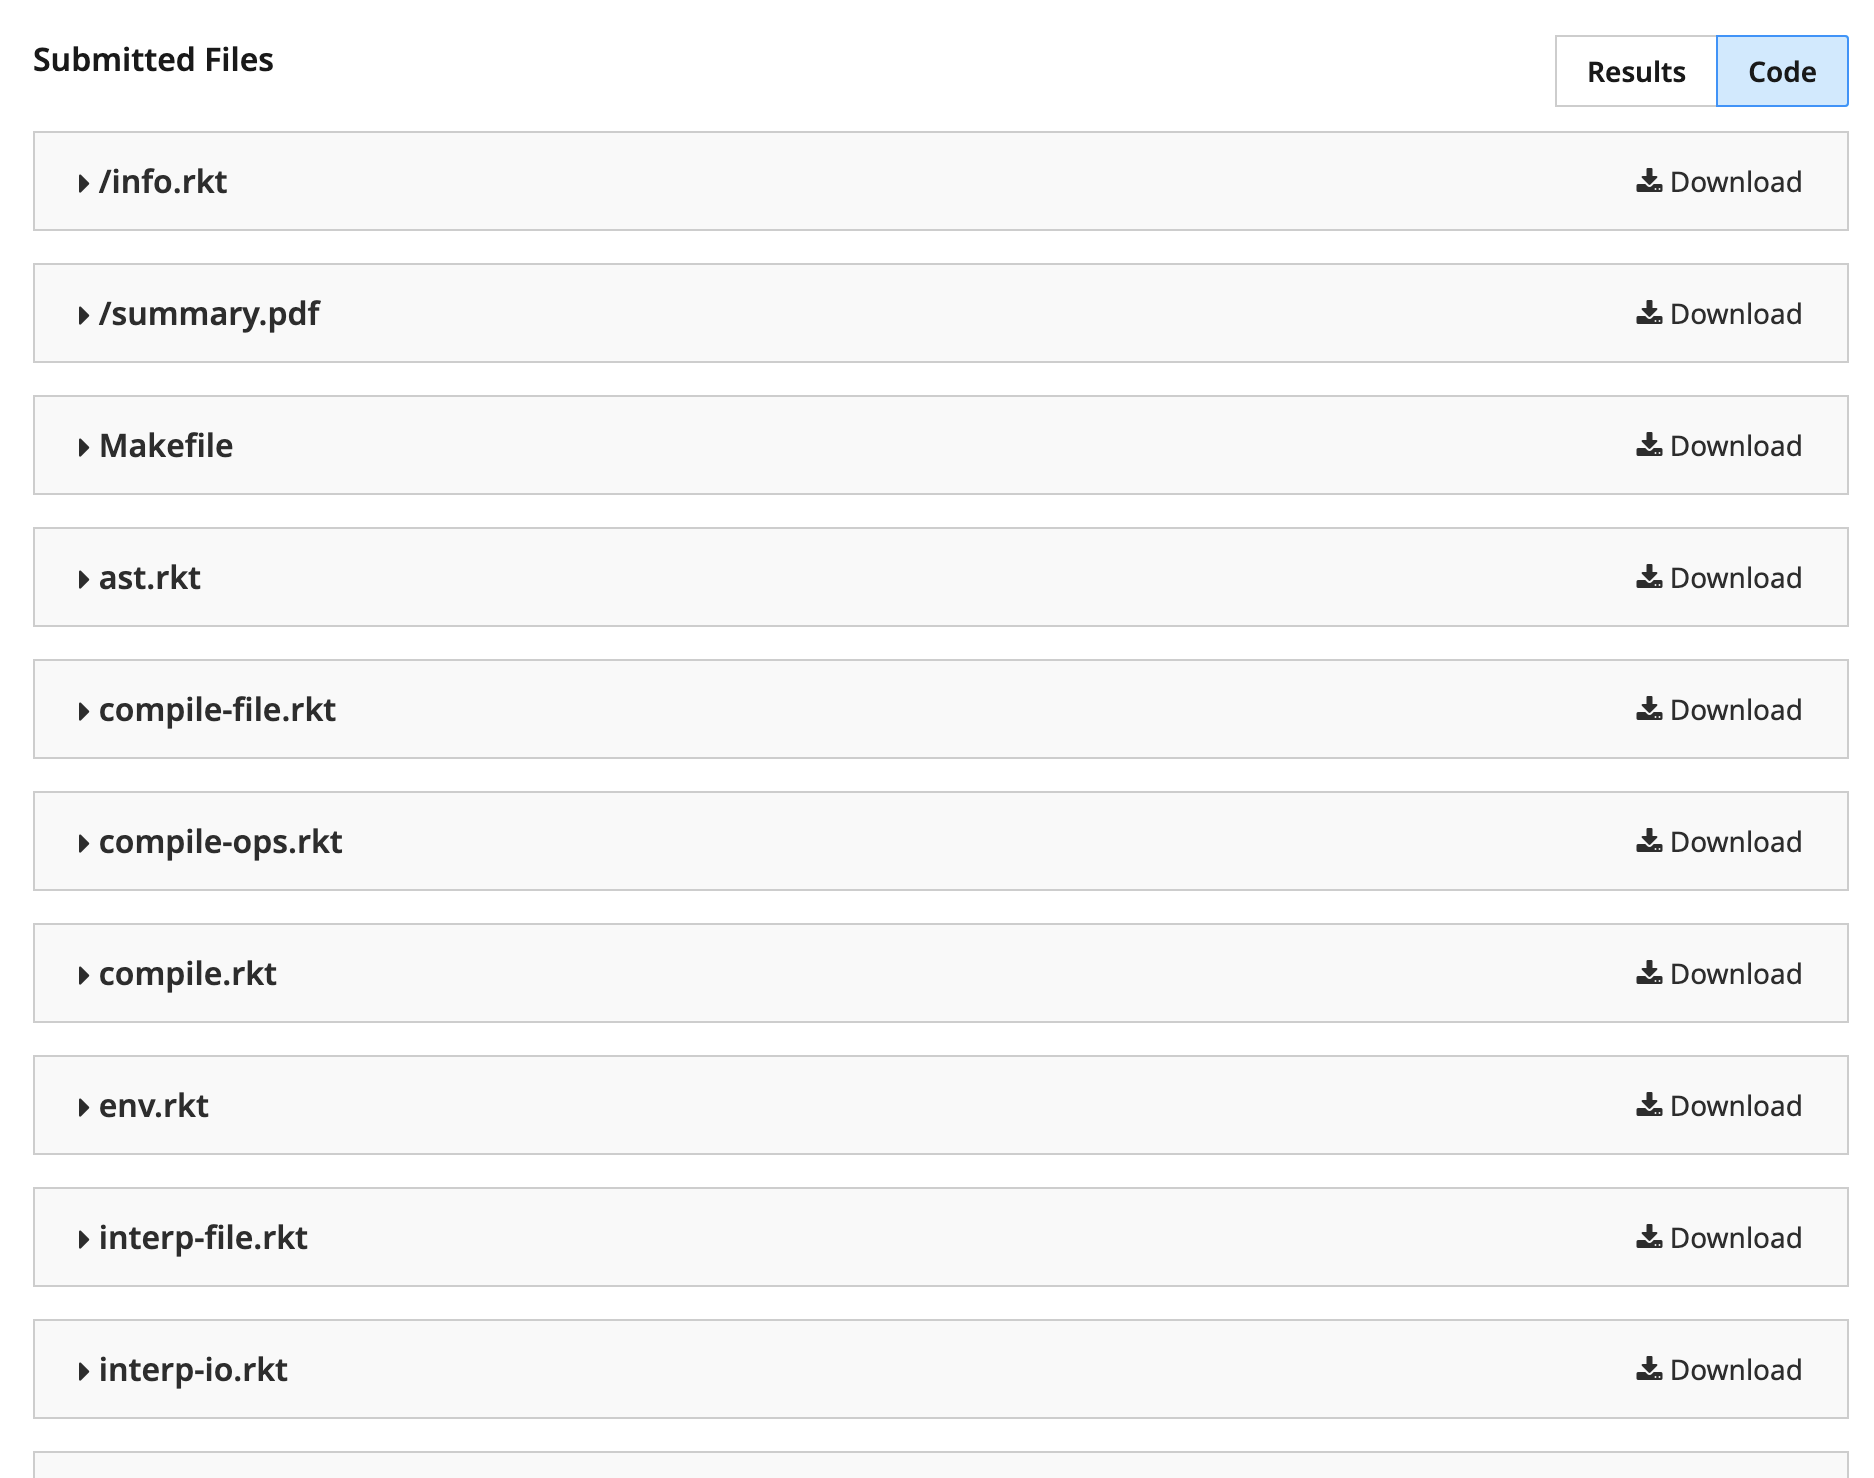 Submitted Files
Results Code
/info.rkt Download
/summary.pdf Download
Makefile Download
ast.rkt Download
compile-file.rkt Download
compile-ops.rkt Download
compile.rkt Download
env.rkt Download
interp-file.rkt Download
interp-io.rkt Download